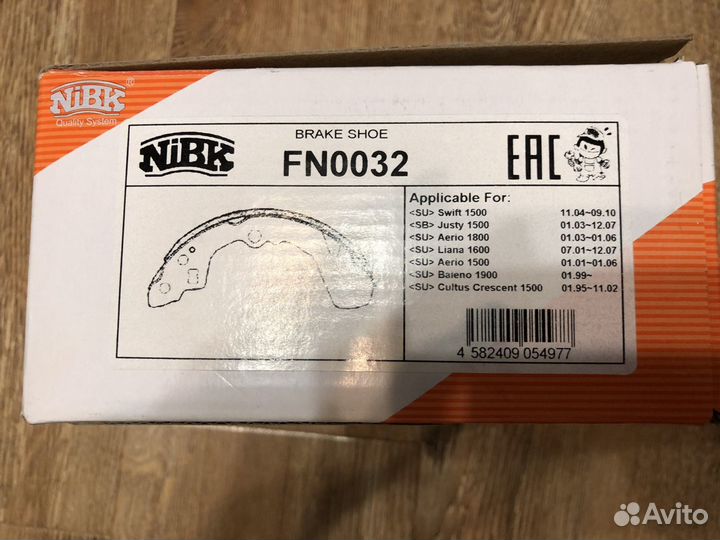 NiBK®
Quality System
NiBK
BRAKE SHOE
FN0032
EAC
Applicable For:
<SU> Swift 1500 11.04~09.10
<SB> Justy 1500 01.03~12.07
<SU> Aerio 1800 01.03~01.06
<SU> Liana 1600 07.01~12.07
<SU> Aerio 1500 01.01~01.06
<SU> Baieno 1900 01.99~
<SU> Cultus Crescent 1500 01.95~11.02
4 582409 054977
Avito